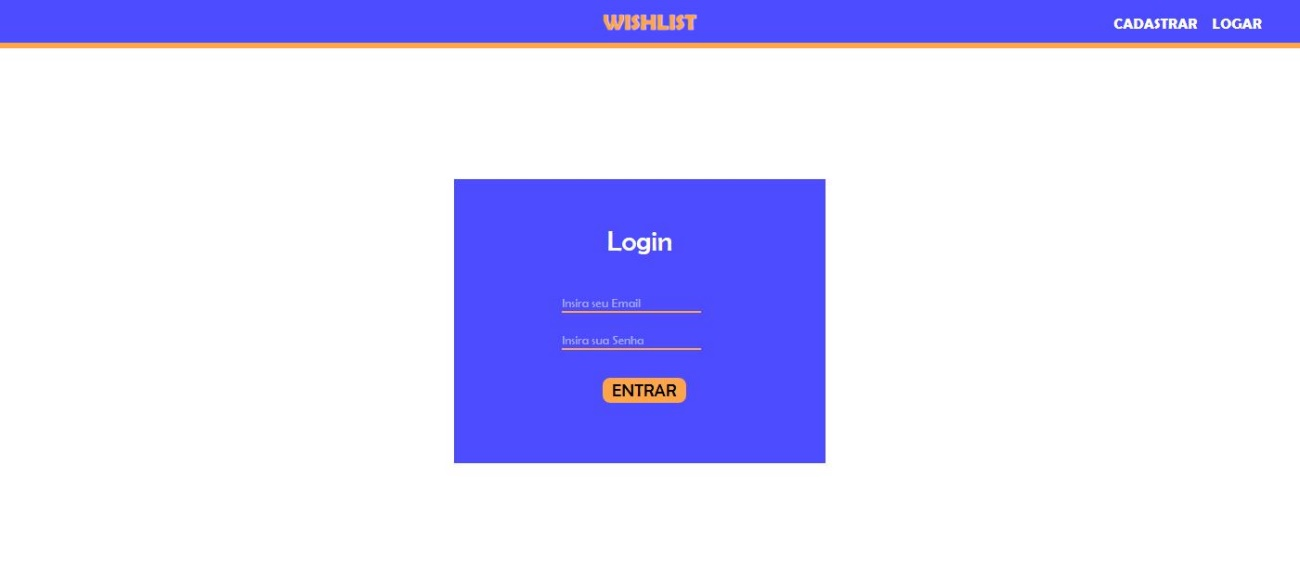 WISHLIST
CADASTRAR LOGAR
Login
Insira seu Email
Insira sua Senha
ENTRAR